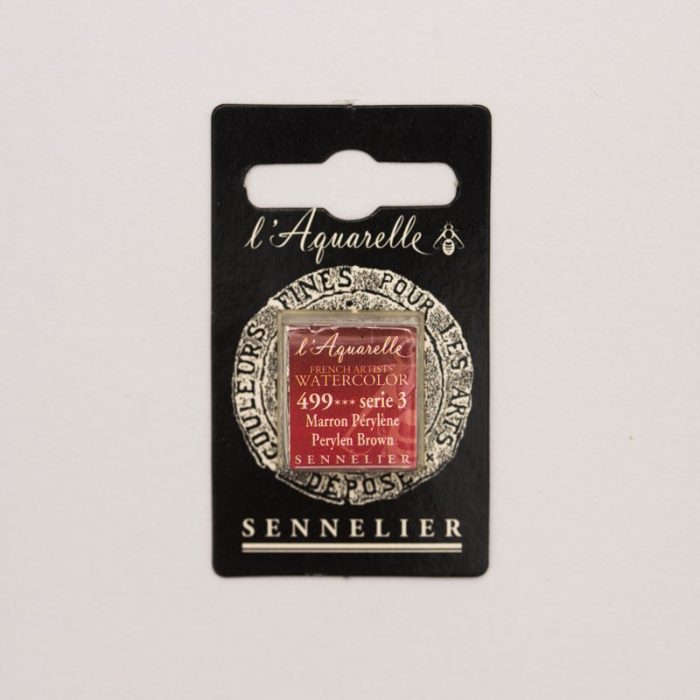 l'Aquarelle
COULEURS FINES POUR LES ARTS
DÉPOSÉ
l'Aquarelle
FRENCH ARTISTS'
WATERCOLOR
499*** serie 3
Marron Pérylène
Perylen Brown
SENNELIER
SENNELIER